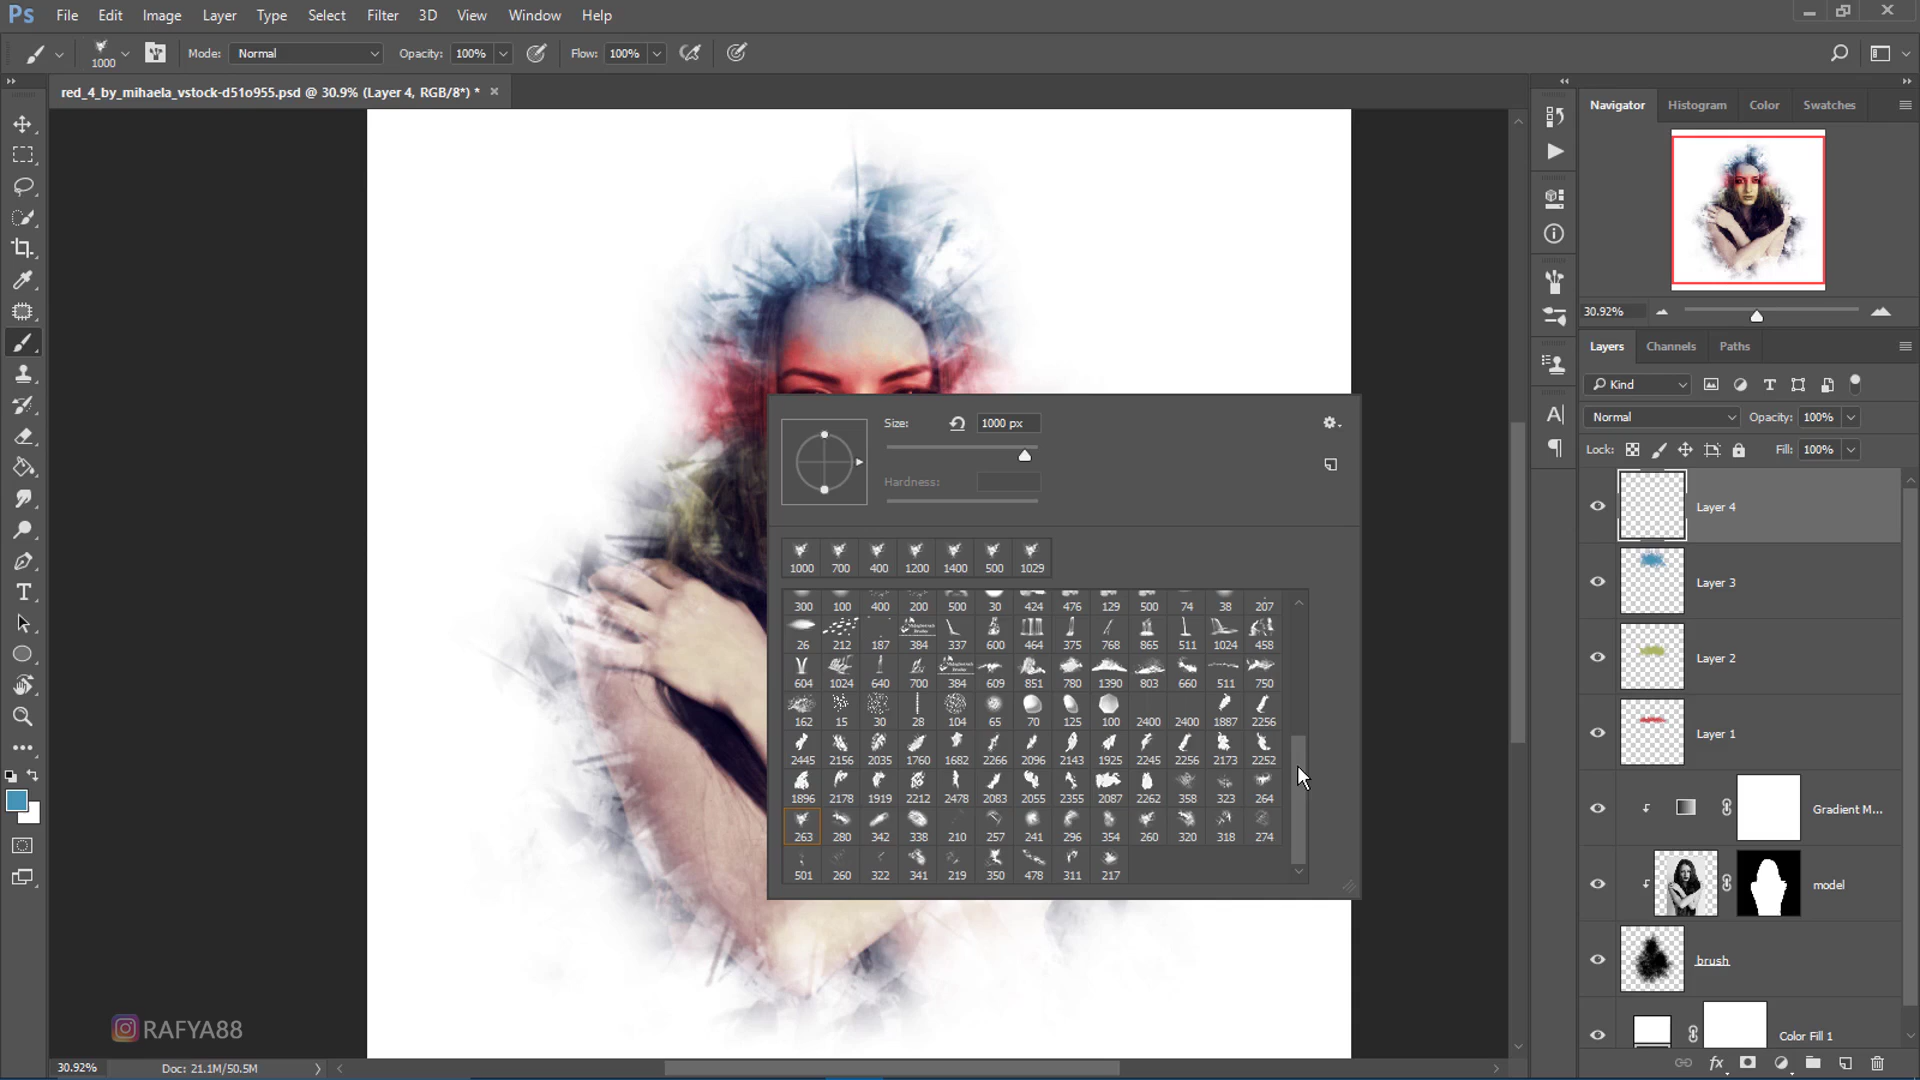 Ps File Edit Image Layer Type Select Filter 3D View Window Help
1000 Mode: Normal Opacity: 100% Flow: 100%
red_4_by_mihaela_vstock-d51o955.psd @ 30.9% (Layer 4, RGB/8*) *
Navigator Histogram Color Swatches
30.92%
Layers Channels Paths
Kind
Normal Opacity: 100%
Lock: Fill: 100%
Layer 4
Layer 3
Layer 2
Layer 1
Gradient M...
model
brush
Color Fill 1
Size: 1000 px
Hardness:
1000 700 400 1200 1400 500 1029
300 100 400 200 500 30 424 476 129 500 74 38 207
26 212 187 384 337 600 464 375 768 865 511 1024 458
604 1024 640 700 384 609 851 780 1390 803 660 511 750
162 15 30 28 104 65 70 125 100 2400 2400 1887 2256
2445 2156 2035 1760 1682 2266 2096 2143 1925 2245 2256 2173 2252
1896 2178 1919 2212 2478 2083 2055 2355 2087 2262 358 323 264
263 280 342 338 210 257 241 296 354 260 320 318 274
501 260 322 341 219 350 478 311 217
RAFYA88
30.92% Doc: 21.1M/50.5M